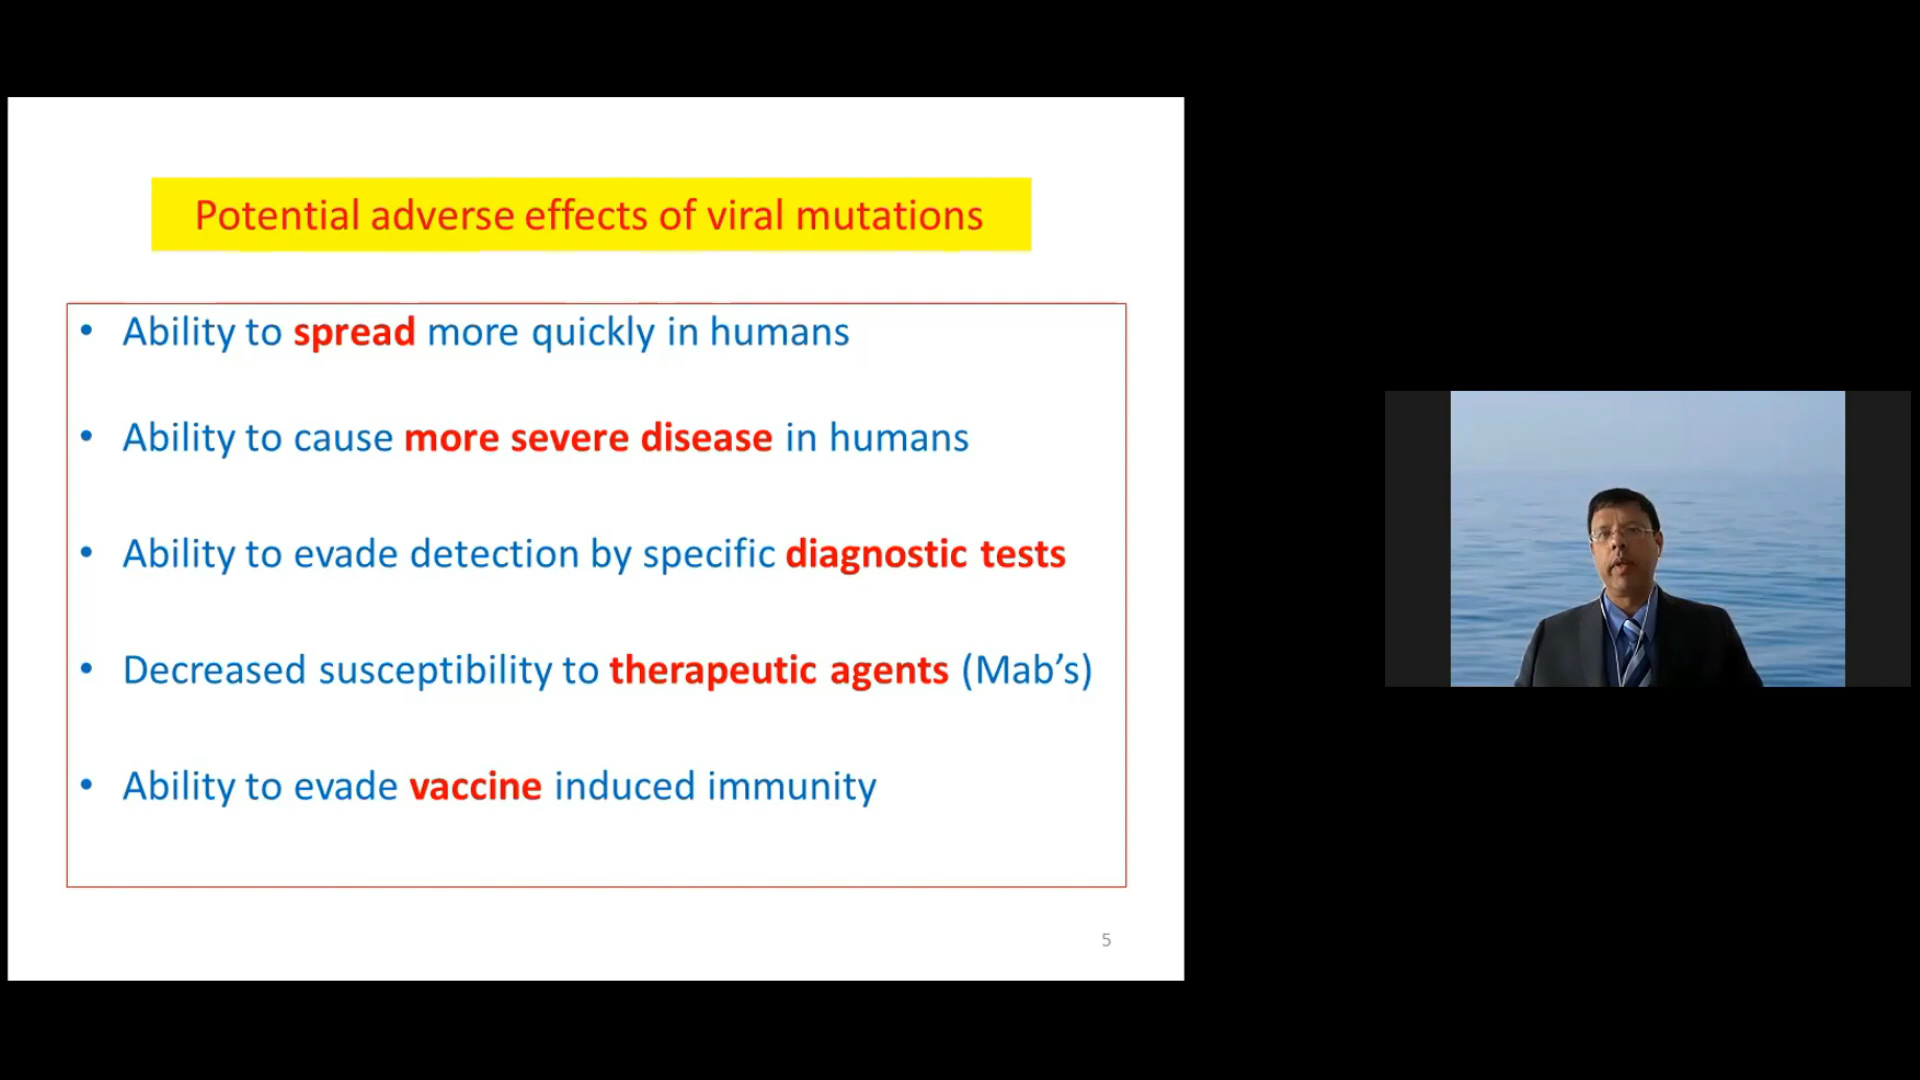 Potential adverse effects of viral mutations
• Ability to spread more quickly in humans
• Ability to cause more severe disease in humans
• Ability to evade detection by specific diagnostic tests
• Decreased susceptibility to therapeutic agents (Mab’s)
• Ability to evade vaccine induced immunity
5